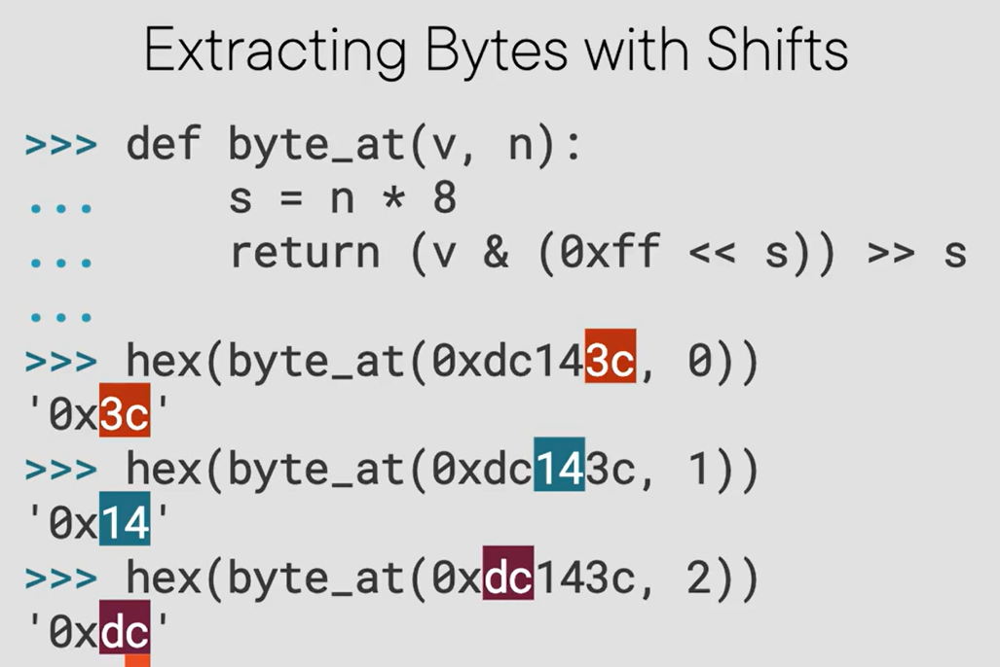 Extracting Bytes with Shifts
>>> def byte_at(v, n):
...     s = n * 8
...     return (v & (0xff << s)) >> s
...
>>> hex(byte_at(0xdc143c, 0))
'0x3c'
>>> hex(byte_at(0xdc143c, 1))
'0x14'
>>> hex(byte_at(0xdc143c, 2))
'0xdc'